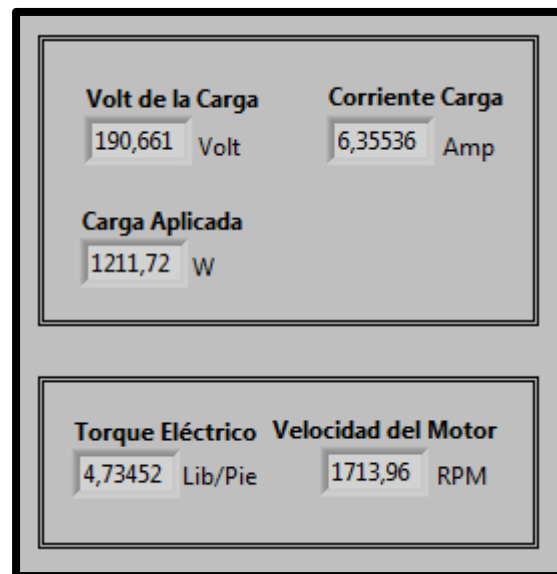 Volt de la Carga Corriente Carga
190,661 Volt 6,35536 Amp
Carga Aplicada
1211,72 W
Torque Eléctrico Velocidad del Motor
4,73452 Lib/Pie 1713,96 RPM